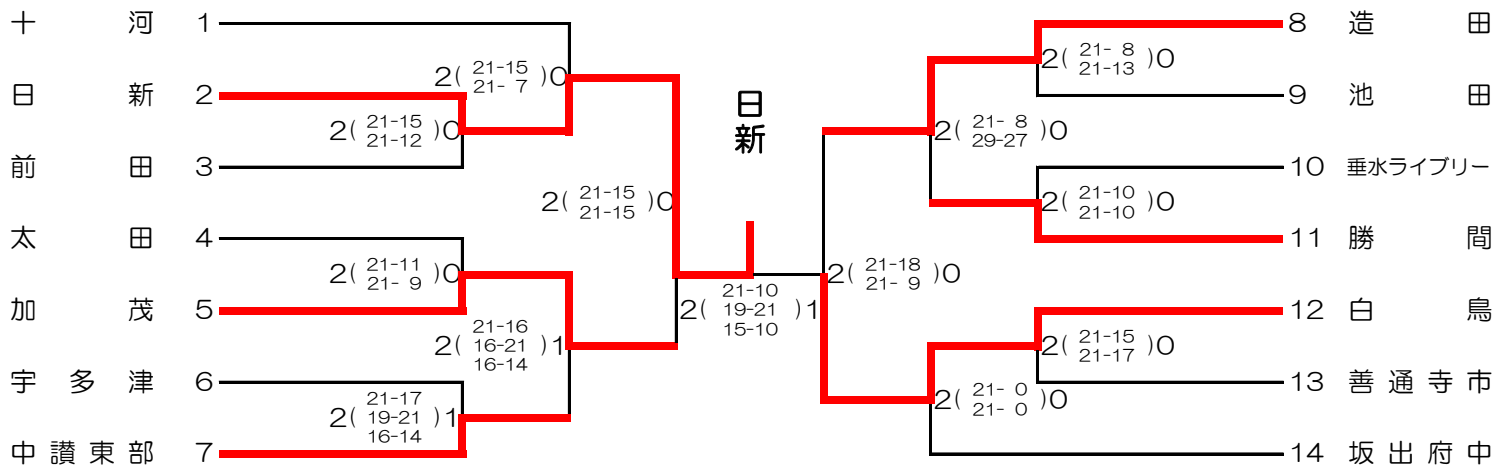 十河 1
2( 21-15 )0
21- 7
日新 2
2( 21-15 )0
21-12
前田 3
2( 21-15 )0
21-15
太田 4
2( 21-11 )0
21- 9
加茂 5
2( 21-16 )1
16-21
16-14
宇多津 6
2( 21-17 )1
19-21
16-14
中讃東部 7
日新
2( 21-10 )1
19-21
15-10
8 造田
2( 21- 8 )0
21-13
9 池田
2( 21- 8 )0
29-27
10 垂水ライブリー
2( 21-10 )0
21-10
11 勝間
2( 21-18 )0
21- 9
12 白鳥
2( 21-15 )0
21-17
13 善通寺市
2( 21- 0 )0
21- 0
14 坂出府中